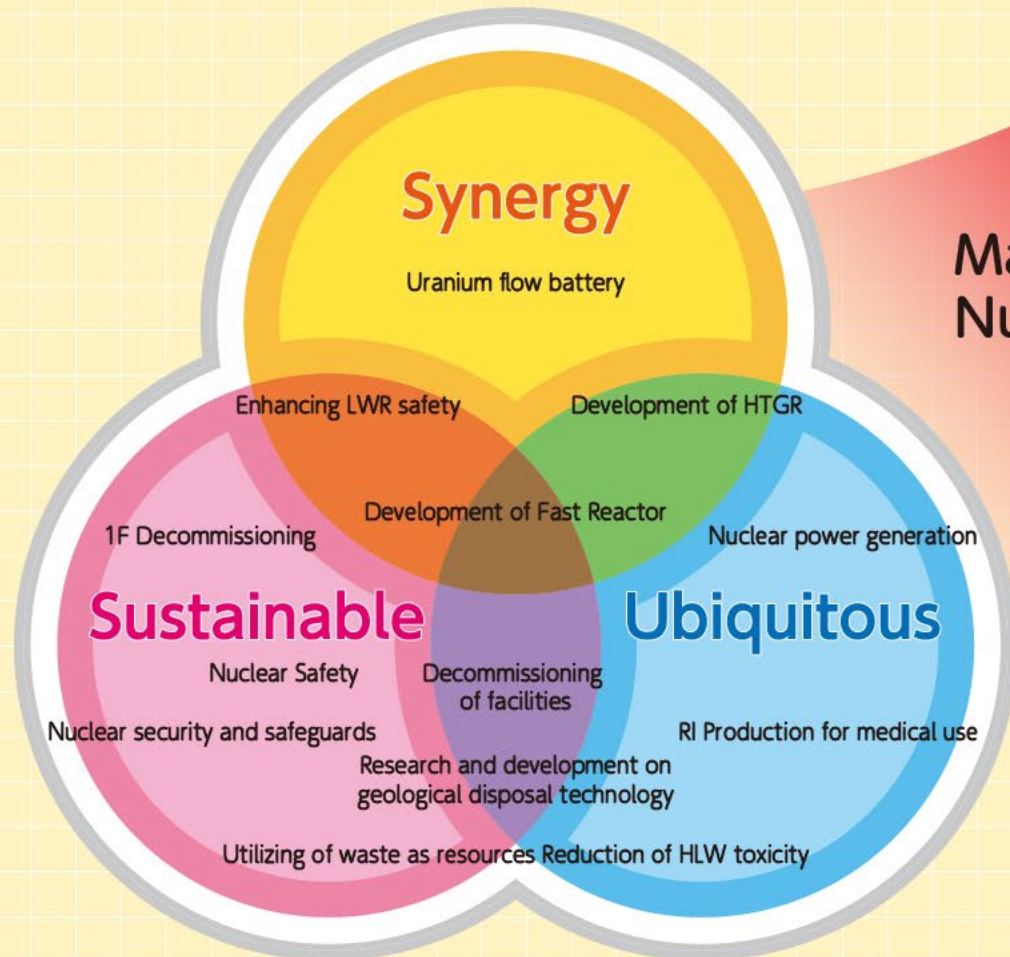 Synergy
Uranium flow battery
Enhancing LWR safety
Development of HTGR
Development of Fast Reactor
1F Decommissioning
Nuclear power generation
Sustainable
Ubiquitous
Nuclear Safety
Decommissioning
of facilities
Nuclear security and safeguards
RI Production for medical use
Research and development on
geological disposal technology
Utilizing of waste as resources
Reduction of HLW toxicity